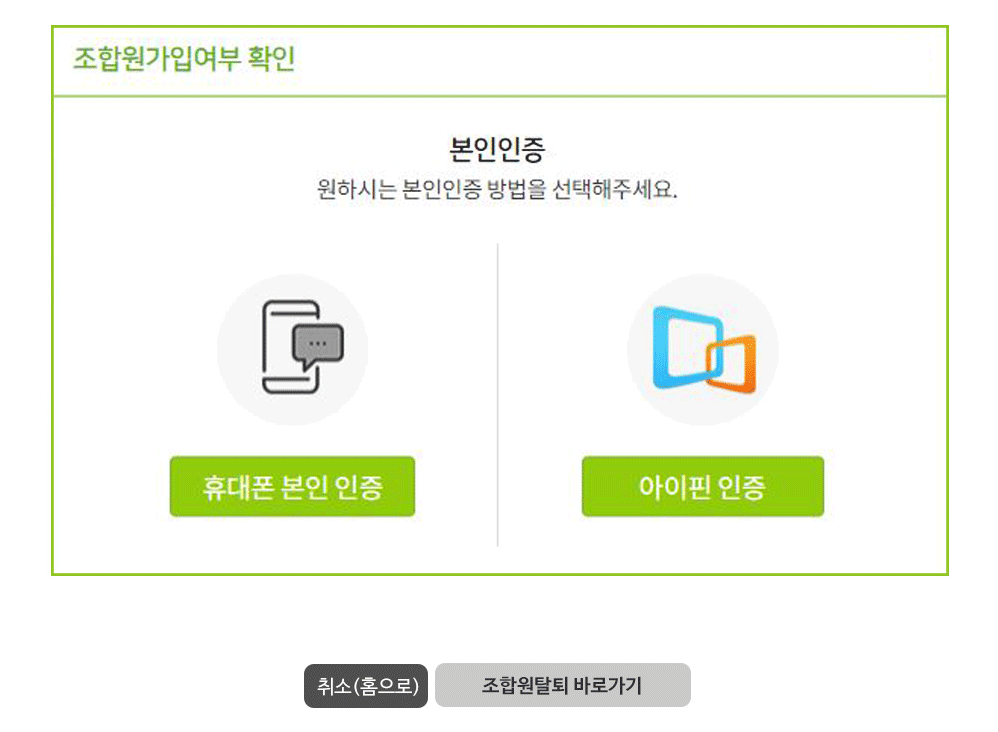 조합원가입여부 확인
본인인증
원하시는 본인인증 방법을 선택해주세요.
휴대폰 본인 인증
아이핀 인증
취소(홈으로)
조합원탈퇴 바로가기